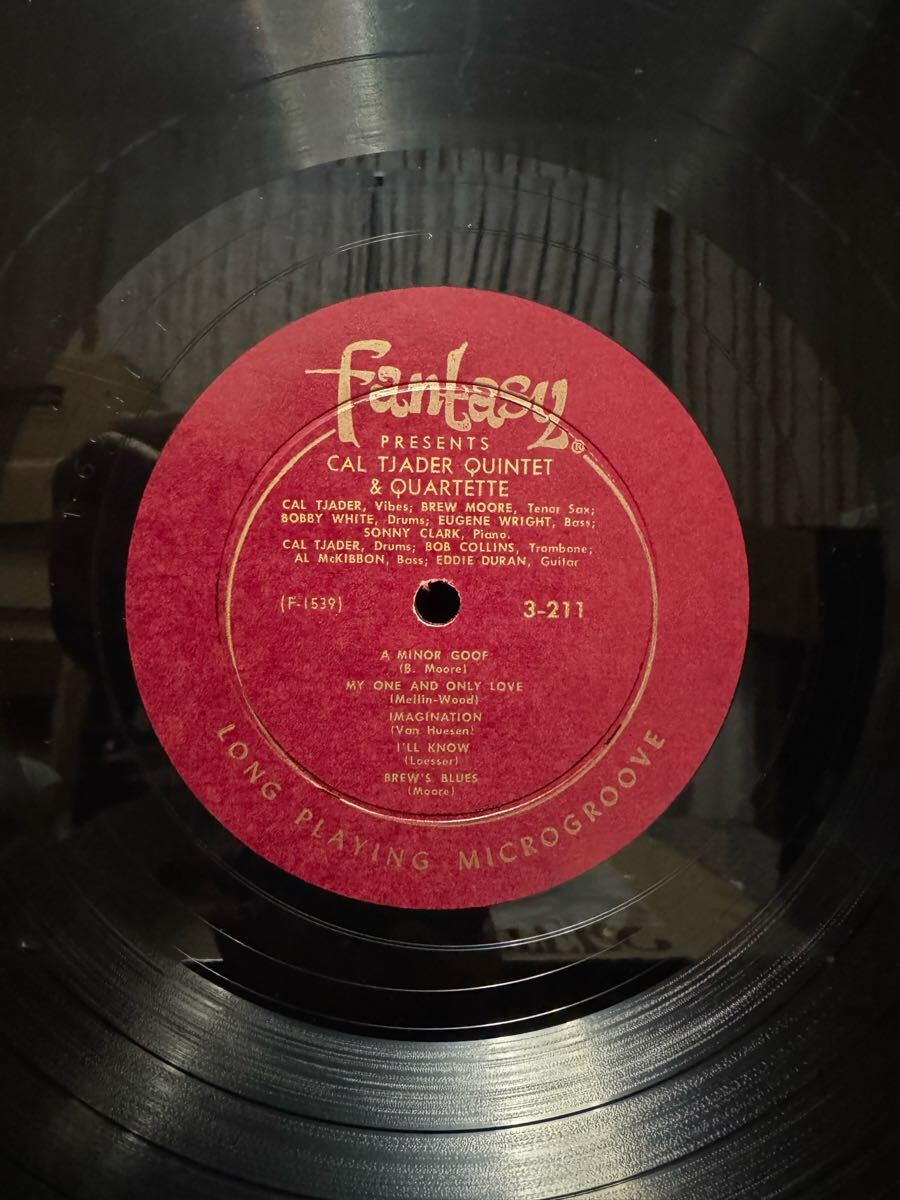 fantasy®
PRESENTS
CAL TJADER QUINTET
& QUARTETTE
CAL TJADER, Vibes; BREW MOORE, Tenor Sax;
BOBBY WHITE, Drums; EUGENE WRIGHT, Bass;
SONNY CLARK, Piano.
CAL TJADER, Drums; BOB COLLINS, Trombone;
AL McKIBBON, Bass; EDDIE DURAN, Guitar
(F-1539) 3-211
A MINOR GOOF
(B. Moore)
MY ONE AND ONLY LOVE
(Mellin-Wood)
IMAGINATION
(Van Huesen)
I'LL KNOW
(Loesser)
BREW'S BLUES
(Moore)
LONG PLAYING MICROGROOVE